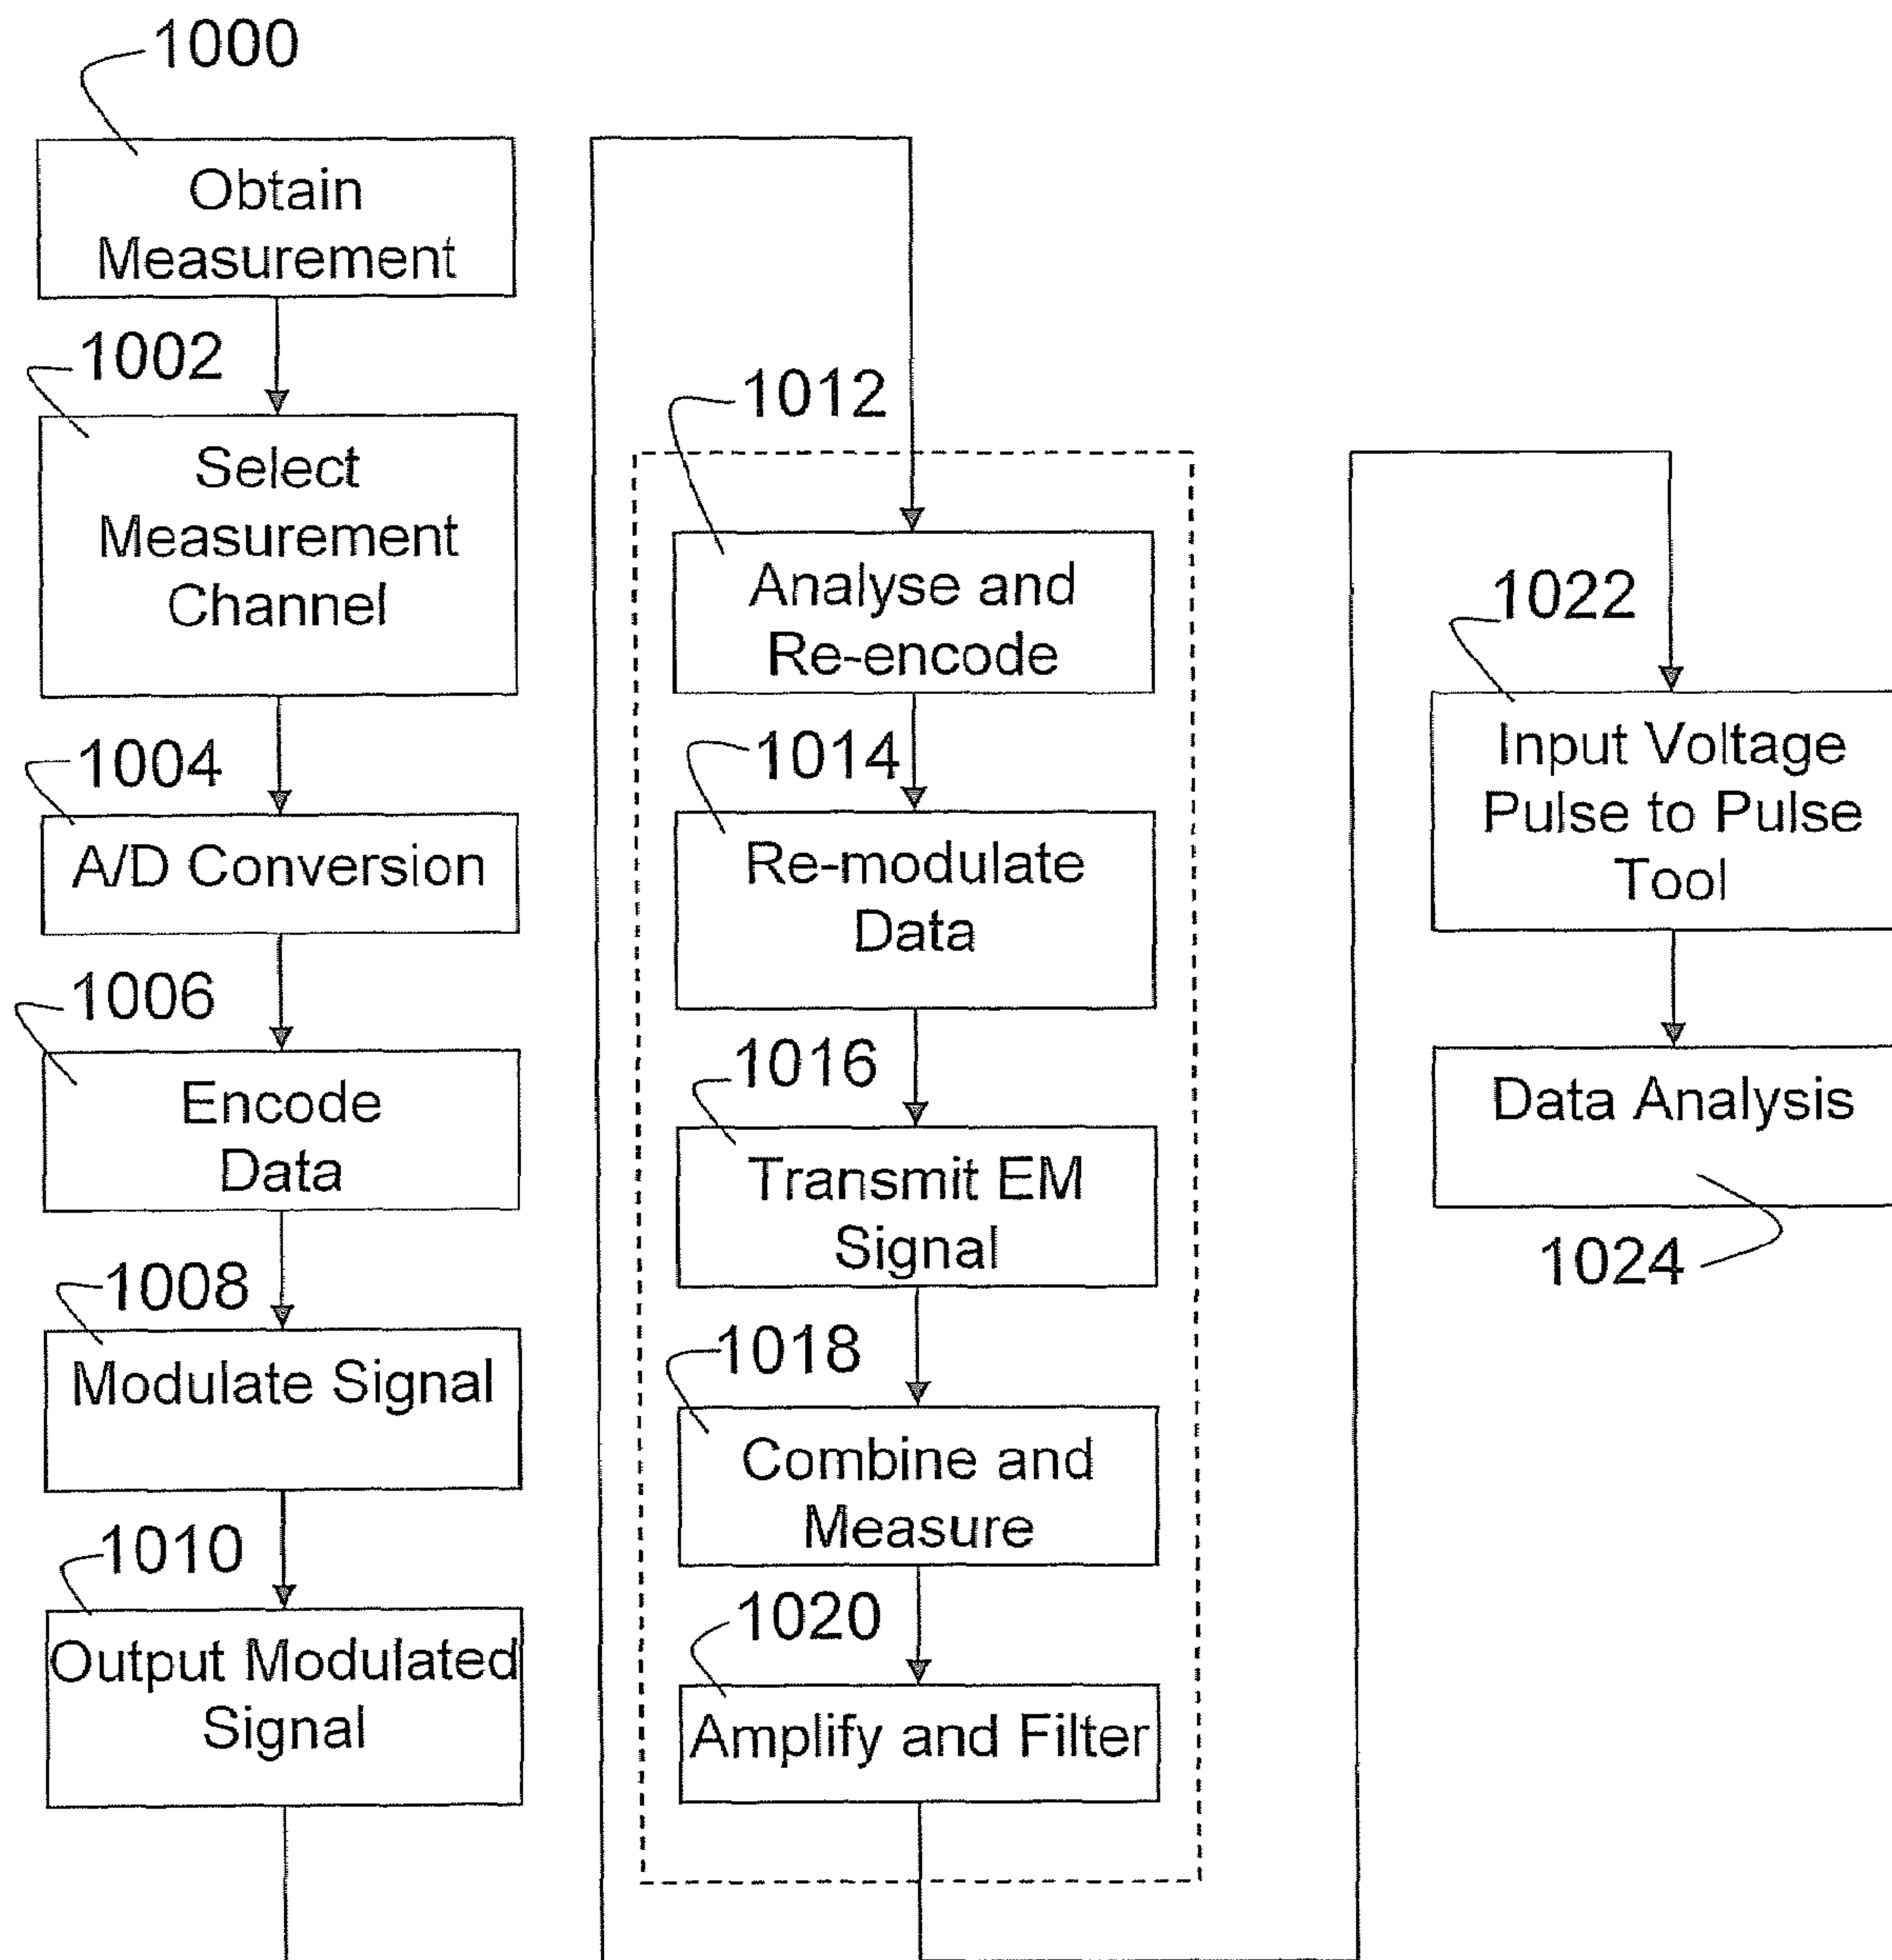 1000
Obtain
Measurement
1002
Select
Measurement
Channel
1004
A/D Conversion
1006
Encode
Data
1008
Modulate Signal
1010
Output Modulated
Signal
1012
Analyse and
Re-encode
1014
Re-modulate
Data
1016
Transmit EM
Signal
1018
Combine and
Measure
1020
Amplify and Filter
1022
Input Voltage
Pulse to Pulse
Tool
Data Analysis
1024